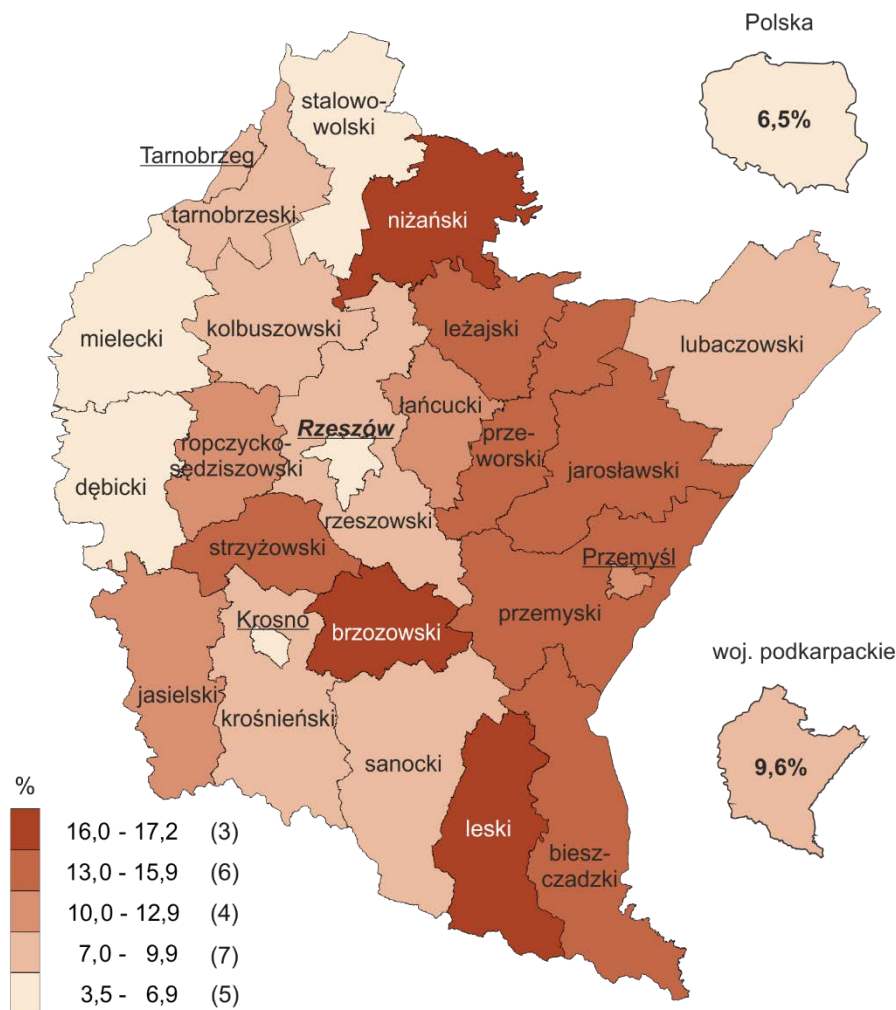 Polska
6,5%
stalowo-
wolski
Tarnobrzeg
tarnobrzeski
niżański
mielecki
kolbuszowski
leżajski
lubaczowski
łańcucki
ropczycko-
sędziszowski
Rzeszów
prze-
worski
jarosławski
dębicki
rzeszowski
strzyżowski
Przemyśl
przemyski
Krosno
brzozowski
woj. podkarpackie
9,6%
jasielski
krośnieński
sanocki
leski
biesz-
czadzki
%
16,0 - 17,2 (3)
13,0 - 15,9 (6)
10,0 - 12,9 (4)
7,0 - 9,9 (7)
3,5 - 6,9 (5)